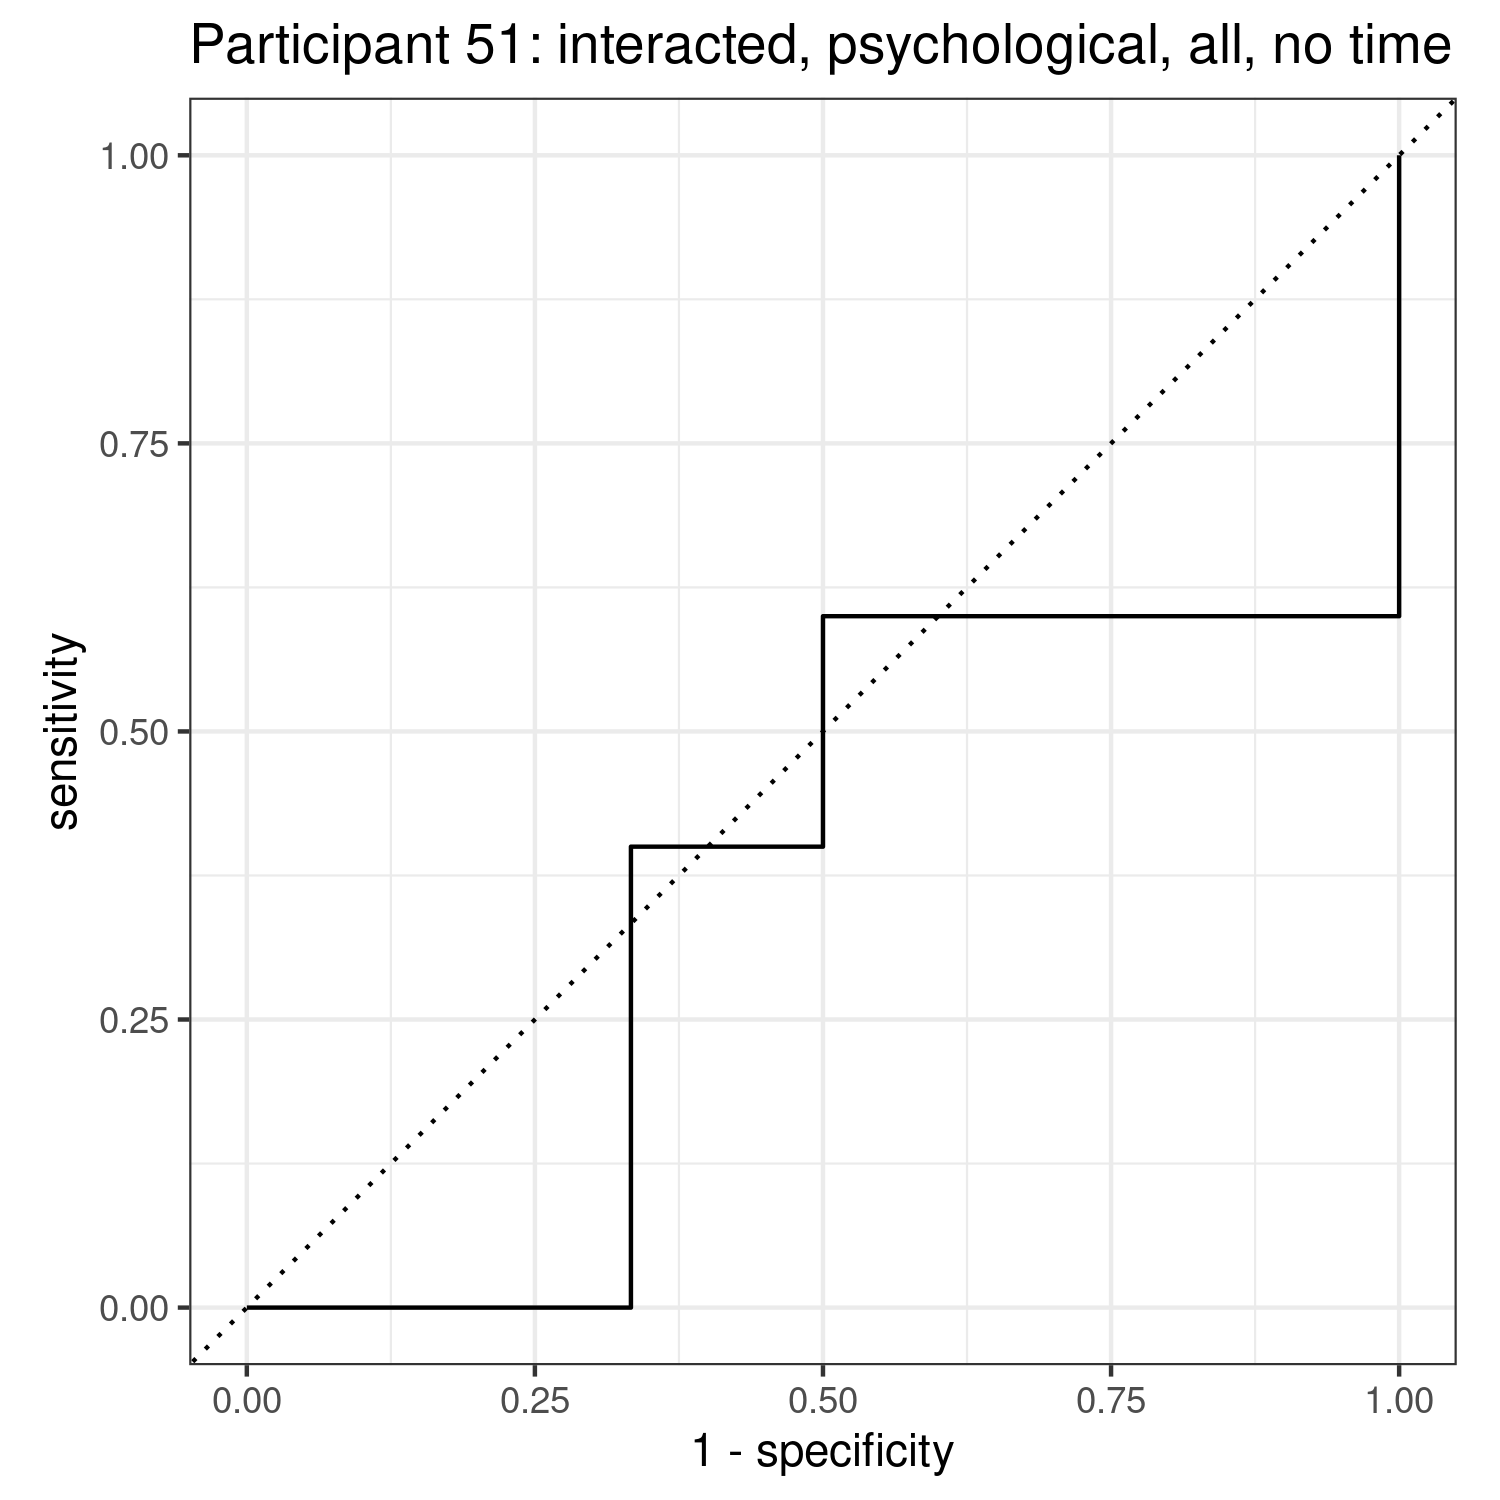 Participant 51: interacted, psychological, all, no time
1.00
0.75
0.50
0.25
0.00
sensitivity
0.00 0.25 0.50 0.75 1.00
1 - specificity